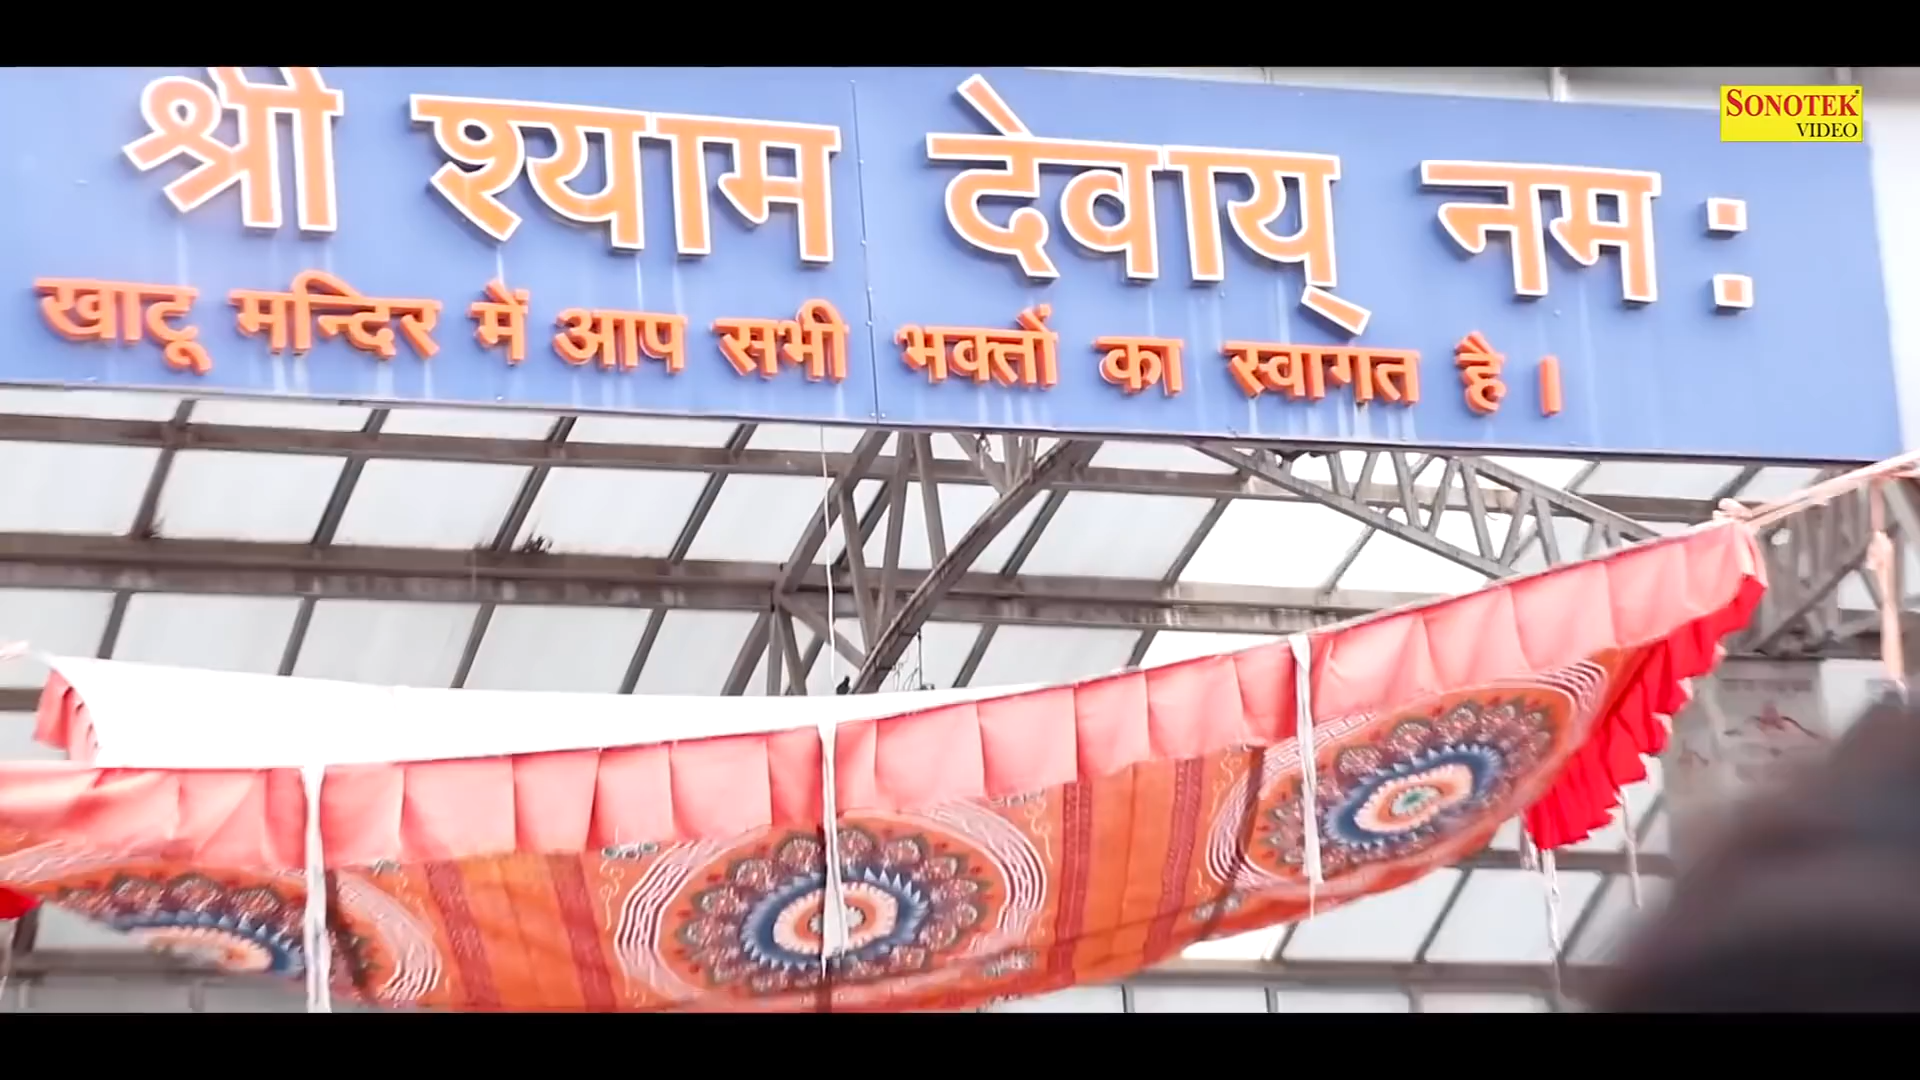 श्री श्याम देवाय् नम :
खाटू मन्दिर में आप सभी भक्तों का स्वागत है ।
SONOTEK
VIDEO